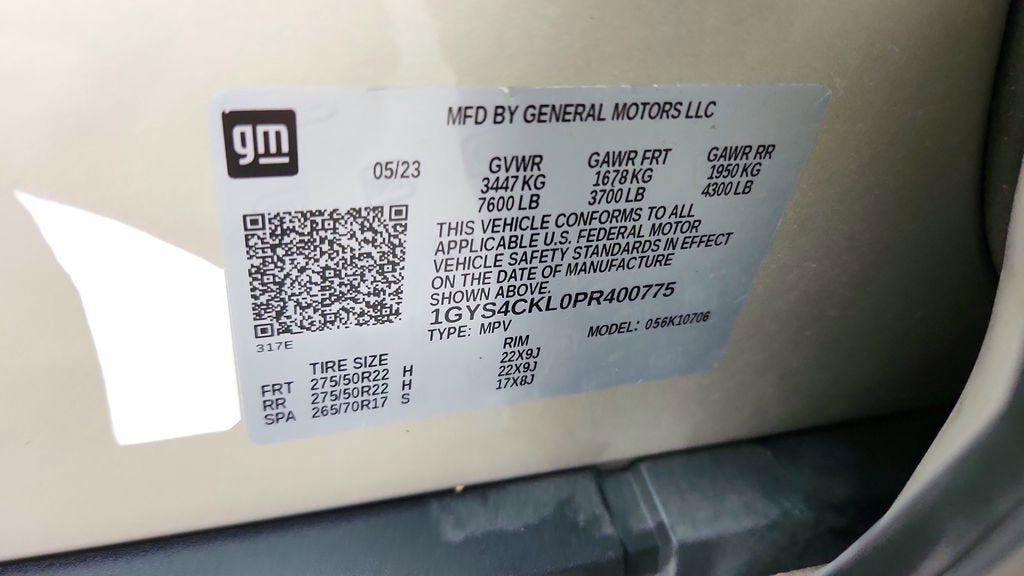 gm
MFD BY GENERAL MOTORS LLC
05/23
GVWR
3447 KG
7600 LB
GAWR FRT
1678 KG
3700 LB
GAWR RR
1950 KG
4300 LB
THIS VEHICLE CONFORMS TO ALL
APPLICABLE U.S. FEDERAL MOTOR
VEHICLE SAFETY STANDARDS IN EFFECT
ON THE DATE OF MANUFACTURE
SHOWN ABOVE.
1GYS4CKL0PR400775
TYPE: MPV
MODEL: 056K10706
317E
TIRE SIZE
RIM
FRT 275/50R22 H 22X9J
RR 275/50R22 H 22X9J
SPA 265/70R17 S 17X8J